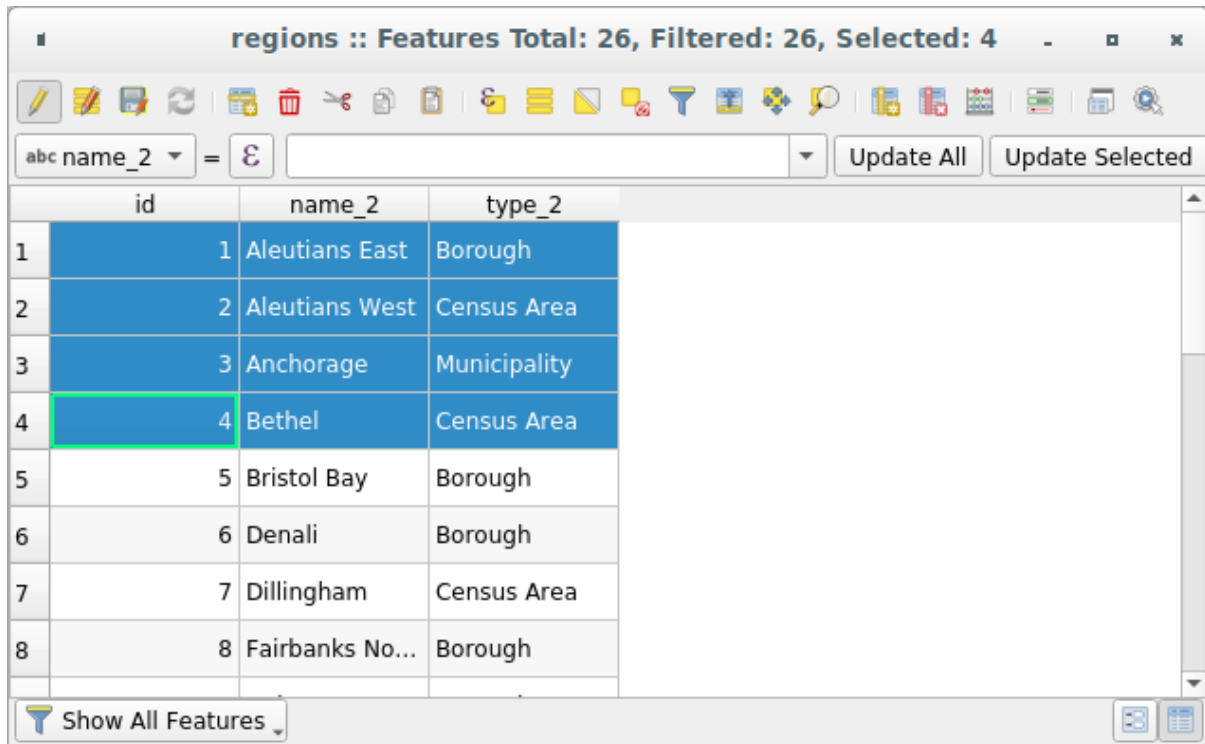 regions :: Features Total: 26, Filtered: 26, Selected: 4
abc name_2 = ε Update All Update Selected
id name_2 type_2
1 1 Aleutians East Borough
2 2 Aleutians West Census Area
3 3 Anchorage Municipality
4 4 Bethel Census Area
5 5 Bristol Bay Borough
6 6 Denali Borough
7 7 Dillingham Census Area
8 8 Fairbanks No... Borough
Show All Features